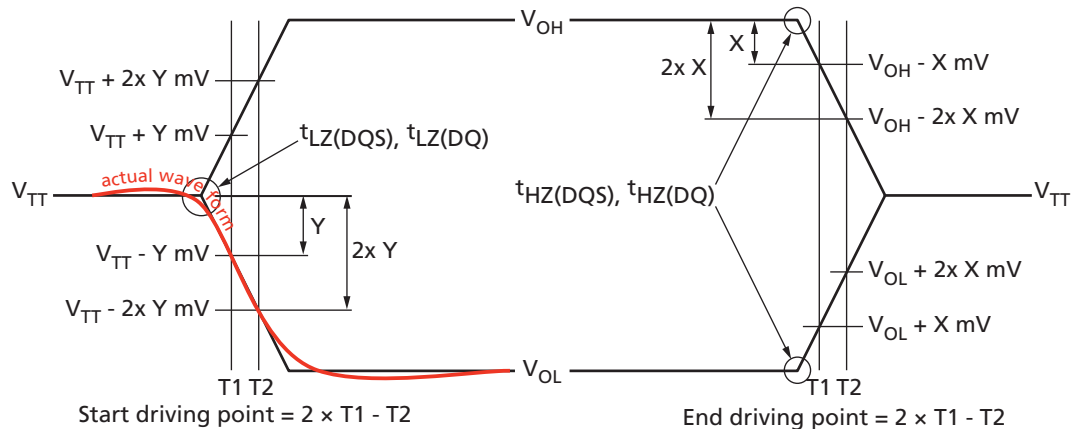 V_OH
V_TT + 2x Y mV
V_TT + Y mV
t_LZ(DQS), t_LZ(DQ)
actual wave form
V_TT
Y
2x Y
V_TT - Y mV
V_TT - 2x Y mV
V_OL
T1 T2
Start driving point = 2 × T1 - T2
X
2x X
V_OH - X mV
V_OH - 2x X mV
t_HZ(DQS), t_HZ(DQ)
V_TT
V_OL + 2x X mV
V_OL + X mV
T1 T2
End driving point = 2 × T1 - T2